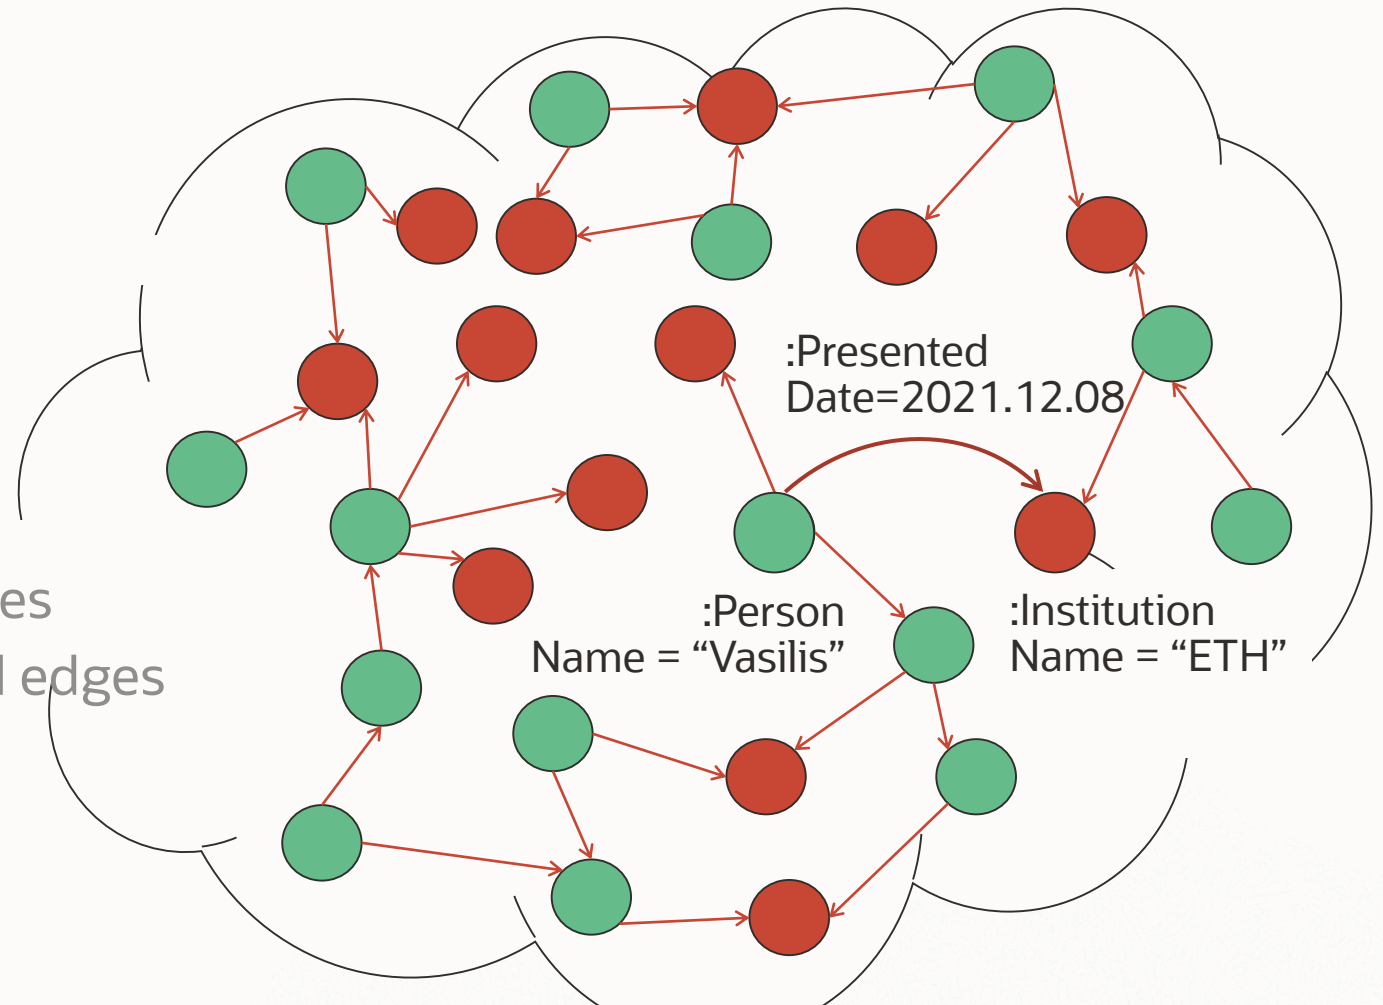 :Presented
Date=2021.12.08
es
edges
:Person
Name = “Vasilis”
:Institution
Name = “ETH”